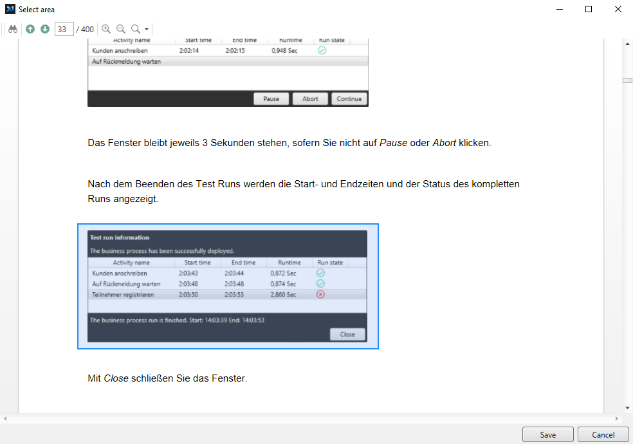 Select area
33 / 400
Activity name Start time End time Runtime Run state
Kunden anschreiben 2:02:14 2:02:15 0,948 Sec
Auf Rückmeldung warten
Pause Abort Continue
Das Fenster bleibt jeweils 3 Sekunden stehen, sofern Sie nicht auf Pause oder Abort klicken.
Nach dem Beenden des Test Runs werden die Start- und Endzeiten und der Status des kompletten
Runs angezeigt.
Test run information
The business process has been successfully deployed.
Activity name Start time End time Runtime Run state
Kunden anschreiben 2:03:43 2:03:44 0,872 Sec
Auf Rückmeldung warten 2:03:48 2:03:48 0,874 Sec
Teilnehmer registrieren 2:03:50 2:03:53 2,860 Sec
The business process run is finished. Start: 14:03:39 End: 14:03:53
Close
Mit Close schließen Sie das Fenster.
Save Cancel